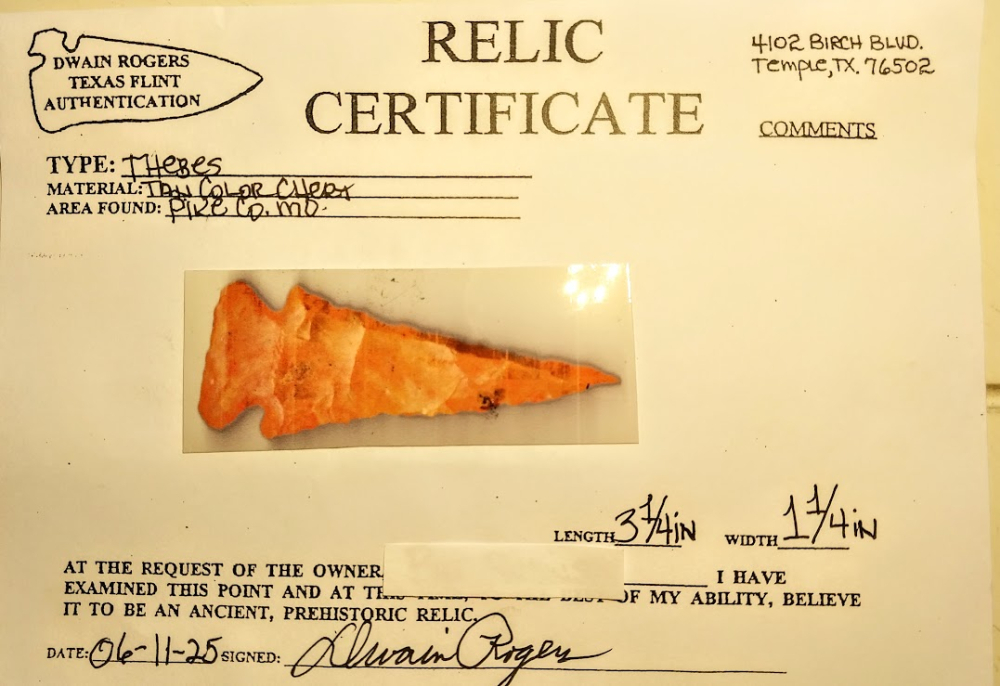 DWAIN ROGERS
TEXAS FLINT
AUTHENTICATION
RELIC
CERTIFICATE
4102 BIRCH BLVD.
Temple, TX. 76502
COMMENTS
TYPE: THEBES
MATERIAL: TAN COLOR CHERT
AREA FOUND: PIKE CO. MO.
LENGTH 3 1/4 iN WIDTH 1 1/4 iN
AT THE REQUEST OF THE OWNER I HAVE
EXAMINED THIS POINT AND AT THIS TIME, TO THE BEST OF MY ABILITY, BELIEVE
IT TO BE AN ANCIENT, PREHISTORIC RELIC.
DATE: 06-11-25 SIGNED: Dwain Rogers